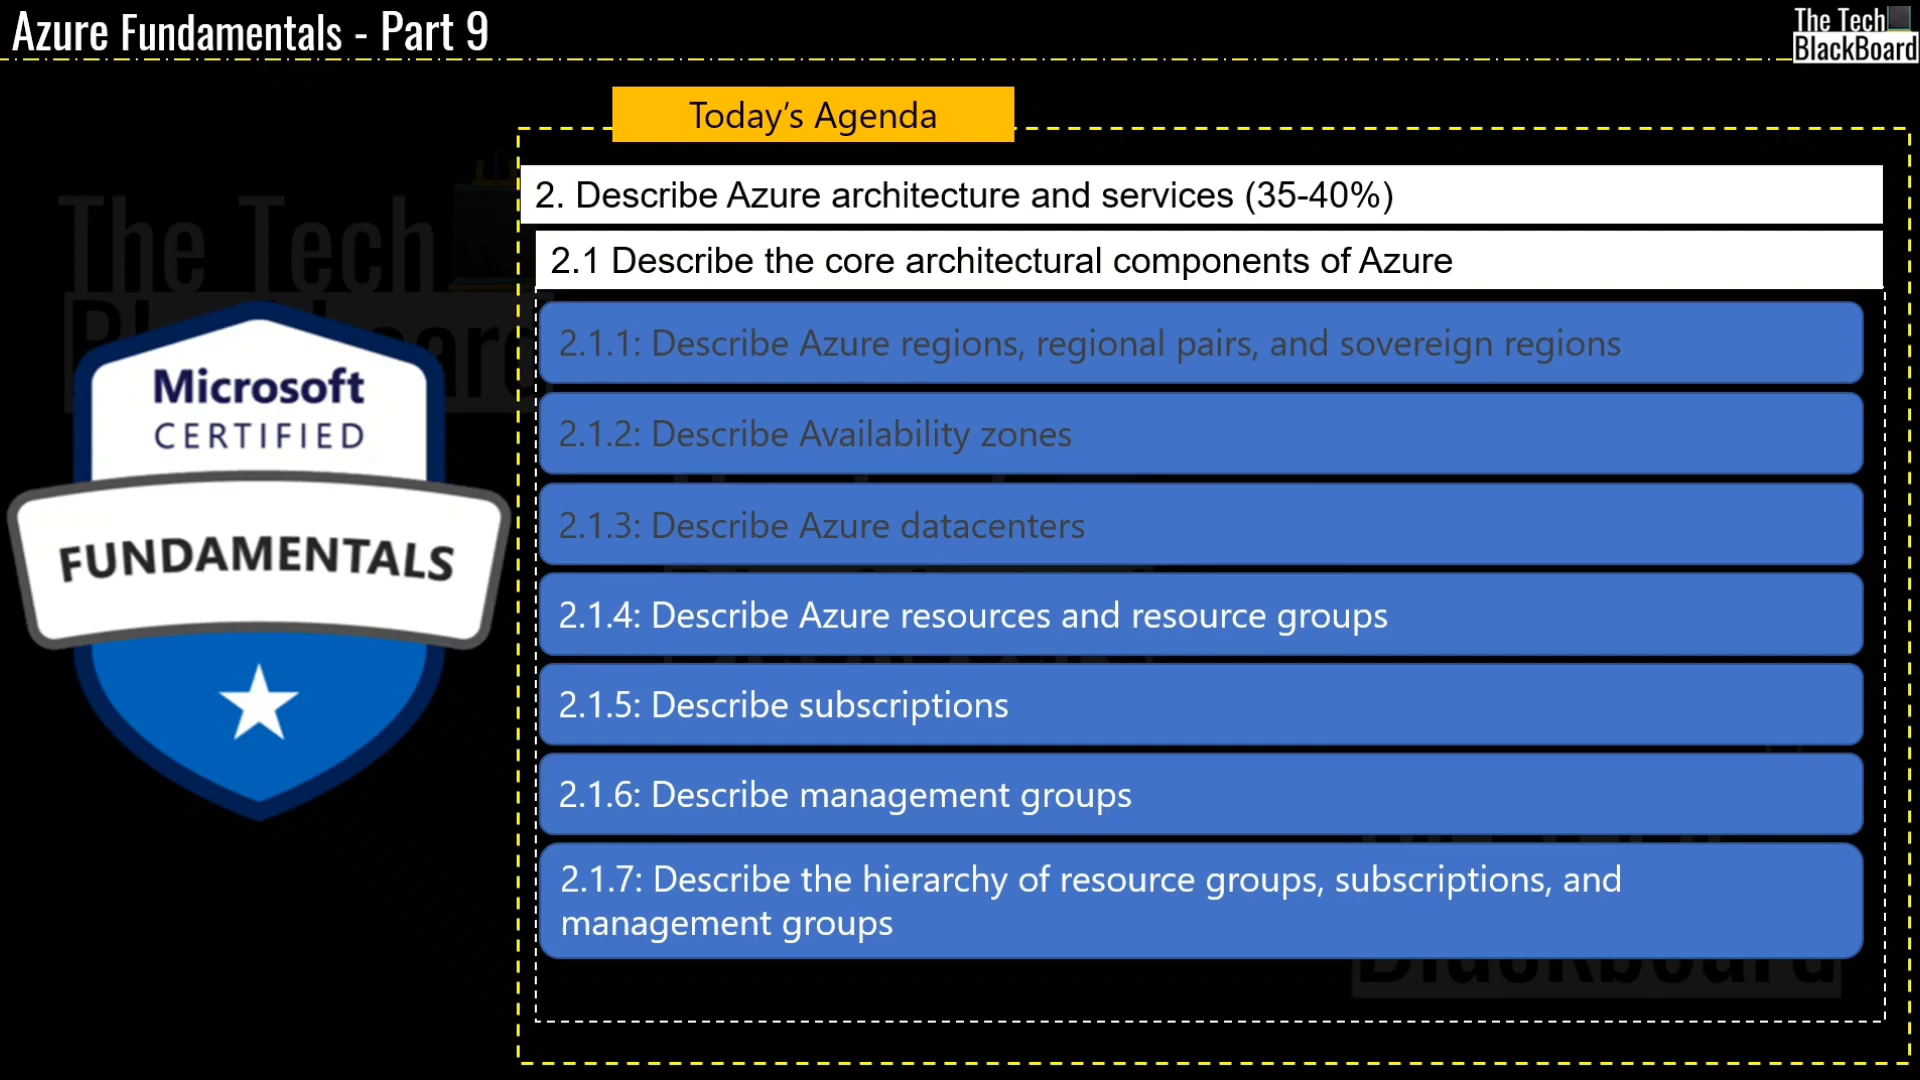 Azure Fundamentals - Part 9
The Tech
BlackBoard
Today's Agenda
2. Describe Azure architecture and services (35-40%)
2.1 Describe the core architectural components of Azure
The Tech
Microsoft
CERTIFIED
FUNDAMENTALS
2.1.1: Describe Azure regions, regional pairs, and sovereign regions
2.1.2: Describe Availability zones
2.1.3: Describe Azure datacenters
2.1.4: Describe Azure resources and resource groups
2.1.5: Describe subscriptions
2.1.6: Describe management groups
2.1.7: Describe the hierarchy of resource groups, subscriptions, and
management groups